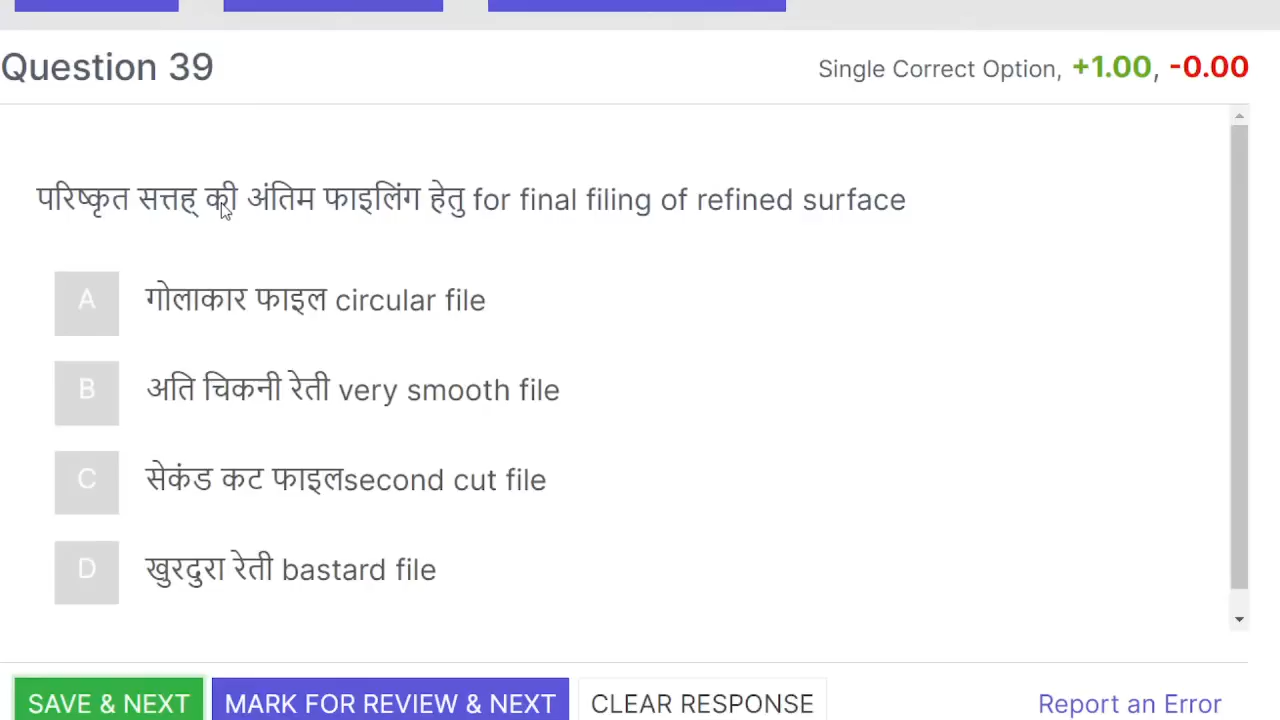 Question 39
Single Correct Option, +1.00, -0.00
परिष्कृत सत्तह् की अंतिम फाइलिंग हेतु for final filing of refined surface
A गोलाकार फाइल circular file
B अति चिकनी रेती very smooth file
C सेकंड कट फाइलsecond cut file
D खुरदुरा रेती bastard file
SAVE & NEXT MARK FOR REVIEW & NEXT CLEAR RESPONSE Report an Error